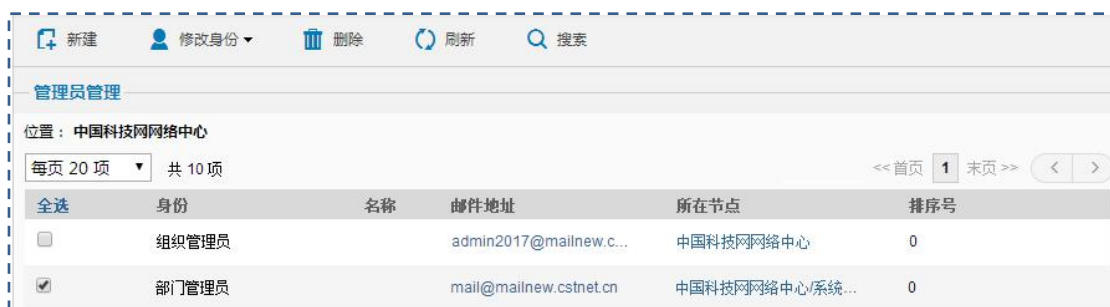 新建 修改身份 删除 刷新 搜索
管理员管理
位置： 中国科技网网络中心
每页 20 项 共 10 项 <<首页 1 末页>> < >
全选 身份 名称 邮件地址 所在节点 排序号
组织管理员 admin2017@mailnew.c... 中国科技网网络中心 0
部门管理员 mail@mailnew.cstnet.cn 中国科技网网络中心/系统... 0